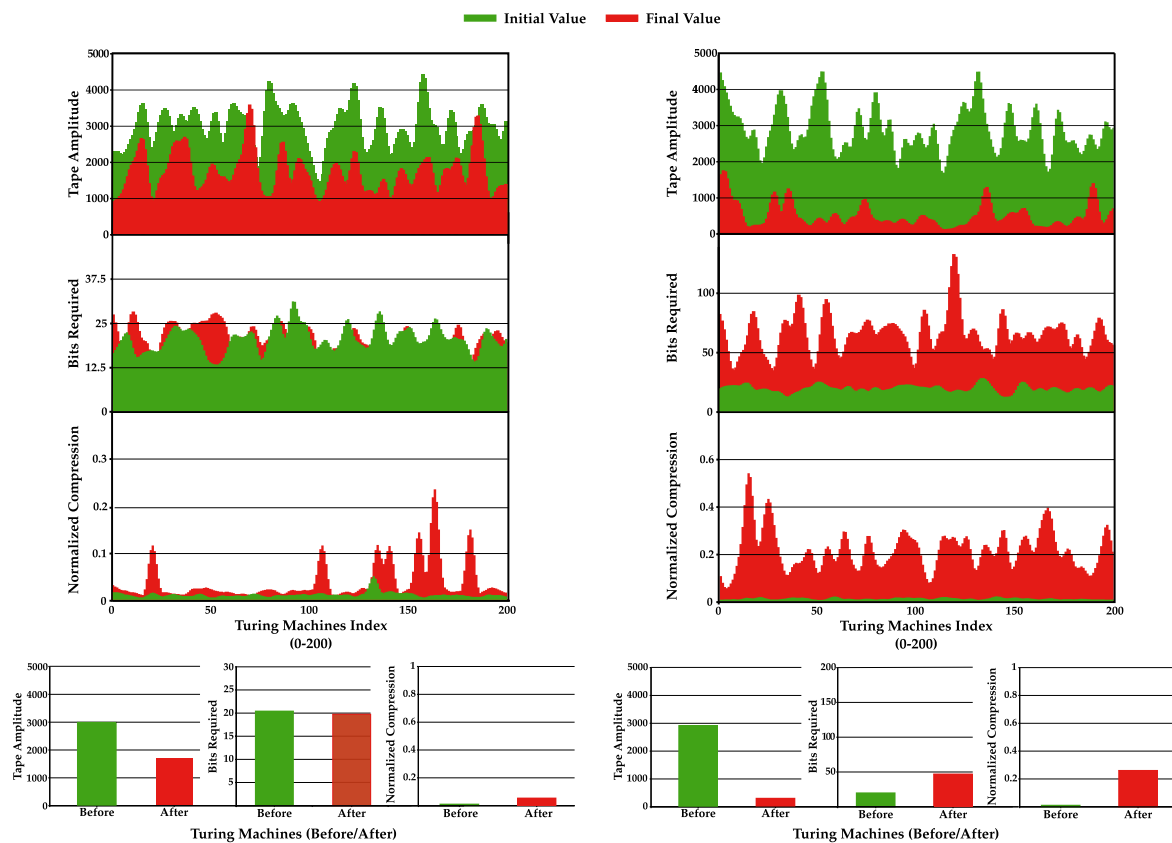 Initial Value Final Value
Tape Amplitude
5000
4000
3000
2000
1000
0
Bits Required
37.5
25
12.5
0
Normalized Compression
0.3
0.2
0.1
0
0 50 100 150 200
Turing Machines Index
(0-200)
Tape Amplitude
5000
4000
3000
2000
1000
0
Bits Required
100
50
0
Normalized Compression
0.6
0.4
0.2
0
0 50 100 150 200
Turing Machines Index
(0-200)
Tape Amplitude
5000
4000
3000
2000
1000
0
Before After
Bits Required
30
25
20
15
10
5
Before After
Normalized Compression
1
0.8
0.6
0.4
0.2
Before After
Turing Machines (Before/After)
Tape Amplitude
5000
4000
3000
2000
1000
0
Before After
Bits Required
200
150
100
50
Before After
Normalized Compression
1
0.8
0.6
0.4
0.2
Before After
Turing Machines (Before/After)